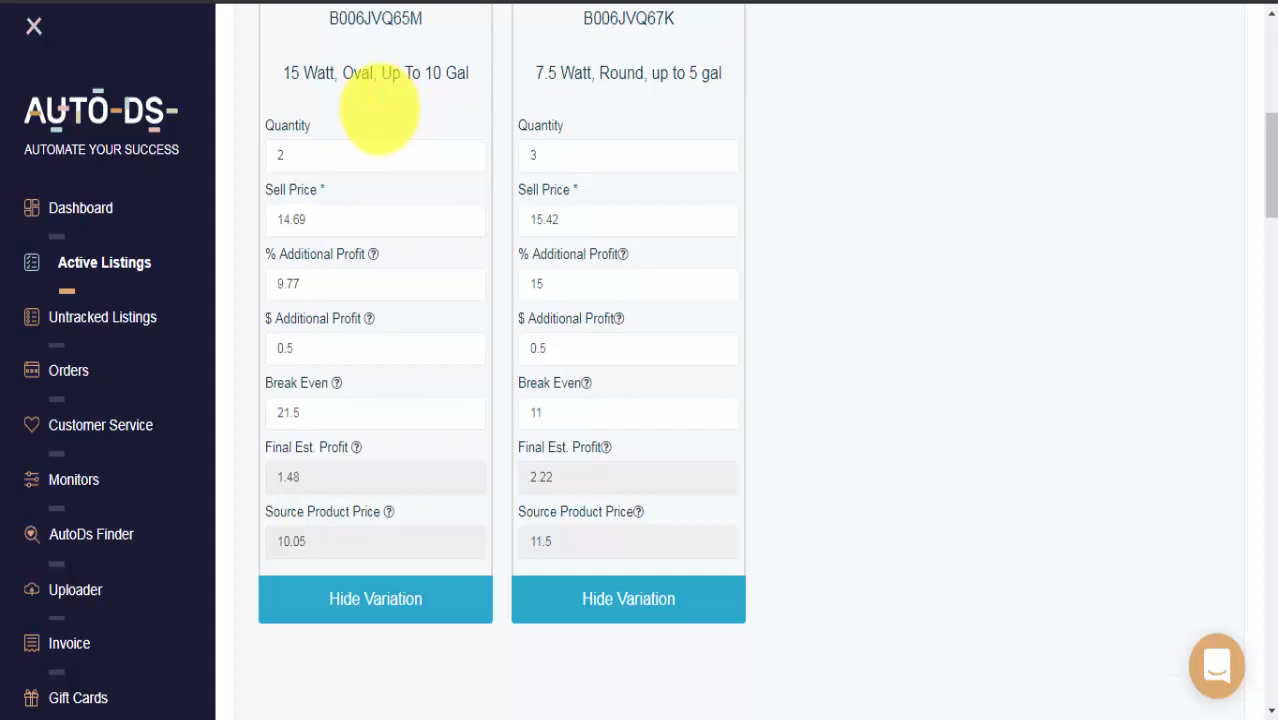 AUTO-DS-
AUTOMATE YOUR SUCCESS
Dashboard
Active Listings
Untracked Listings
Orders
Customer Service
Monitors
AutoDs Finder
Uploader
Invoice
Gift Cards
B006JVQ65M
15 Watt, Oval, Up To 10 Gal
Quantity
2
Sell Price *
14.69
% Additional Profit
9.77
$ Additional Profit
0.5
Break Even
21.5
Final Est. Profit
1.48
Source Product Price
10.05
Hide Variation
B006JVQ67K
7.5 Watt, Round, up to 5 gal
Quantity
3
Sell Price *
15.42
% Additional Profit
15
$ Additional Profit
0.5
Break Even
11
Final Est. Profit
2.22
Source Product Price
11.5
Hide Variation